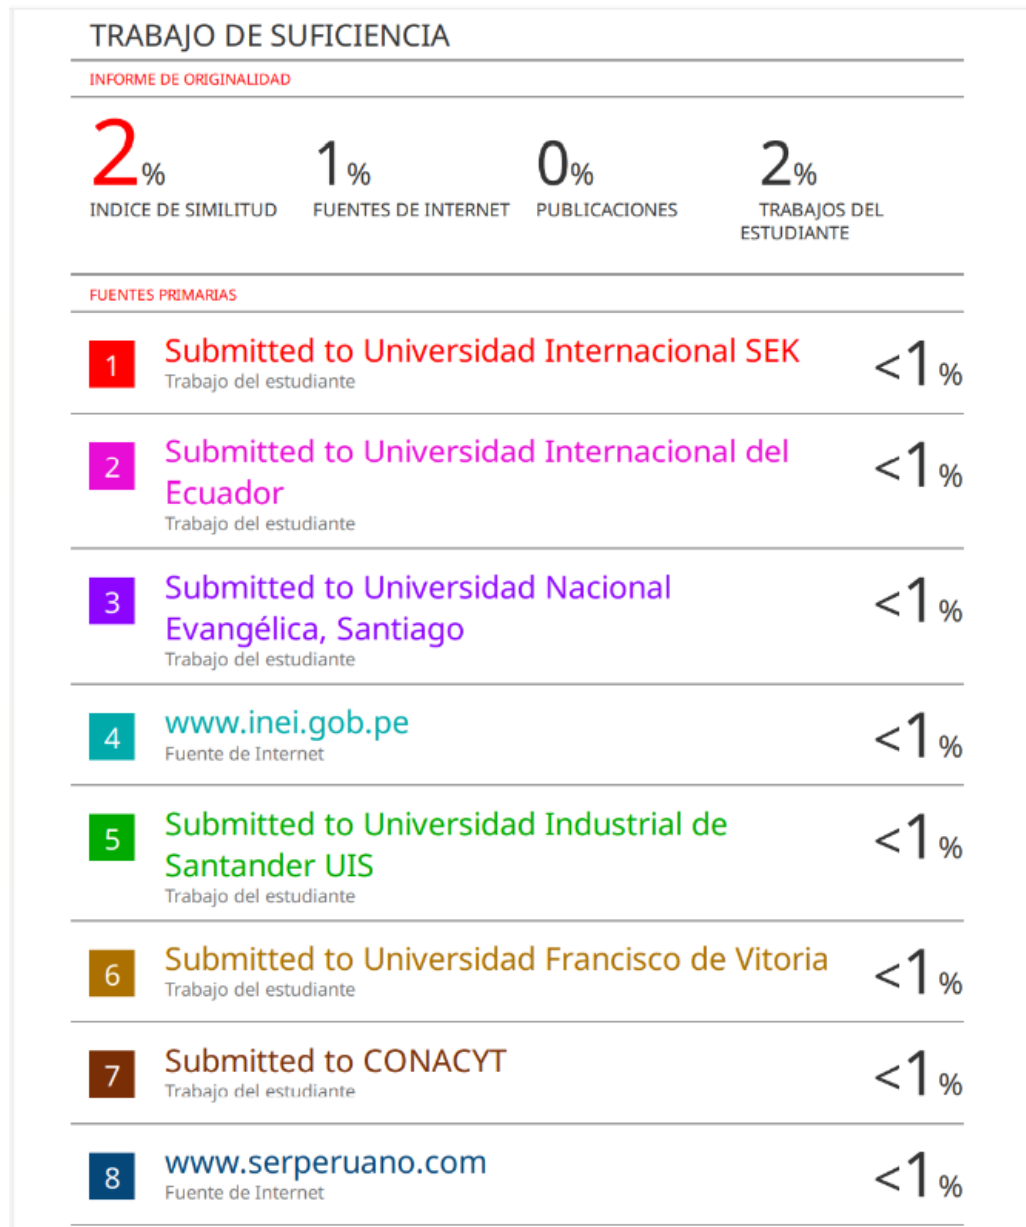 TRABAJO DE SUFICIENCIA
INFORME DE ORIGINALIDAD
2% 1% 0% 2%
INDICE DE SIMILITUD FUENTES DE INTERNET PUBLICACIONES TRABAJOS DEL
ESTUDIANTE
FUENTES PRIMARIAS
1 Submitted to Universidad Internacional SEK <1%
Trabajo del estudiante
2 Submitted to Universidad Internacional del <1%
Ecuador
Trabajo del estudiante
3 Submitted to Universidad Nacional <1%
Evangélica, Santiago
Trabajo del estudiante
4 www.inei.gob.pe <1%
Fuente de Internet
5 Submitted to Universidad Industrial de <1%
Santander UIS
Trabajo del estudiante
6 Submitted to Universidad Francisco de Vitoria <1%
Trabajo del estudiante
7 Submitted to CONACYT <1%
Trabajo del estudiante
8 www.serperuano.com <1%
Fuente de Internet